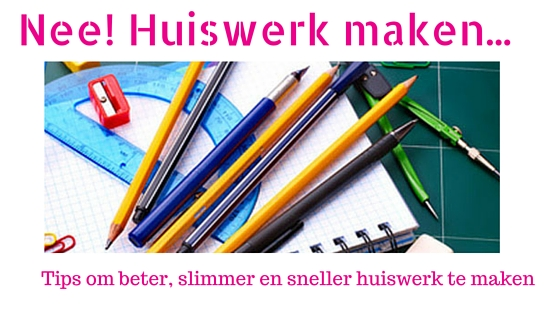 Nee! Huiswerk maken...
Tips om beter, slimmer en sneller huiswerk te maken